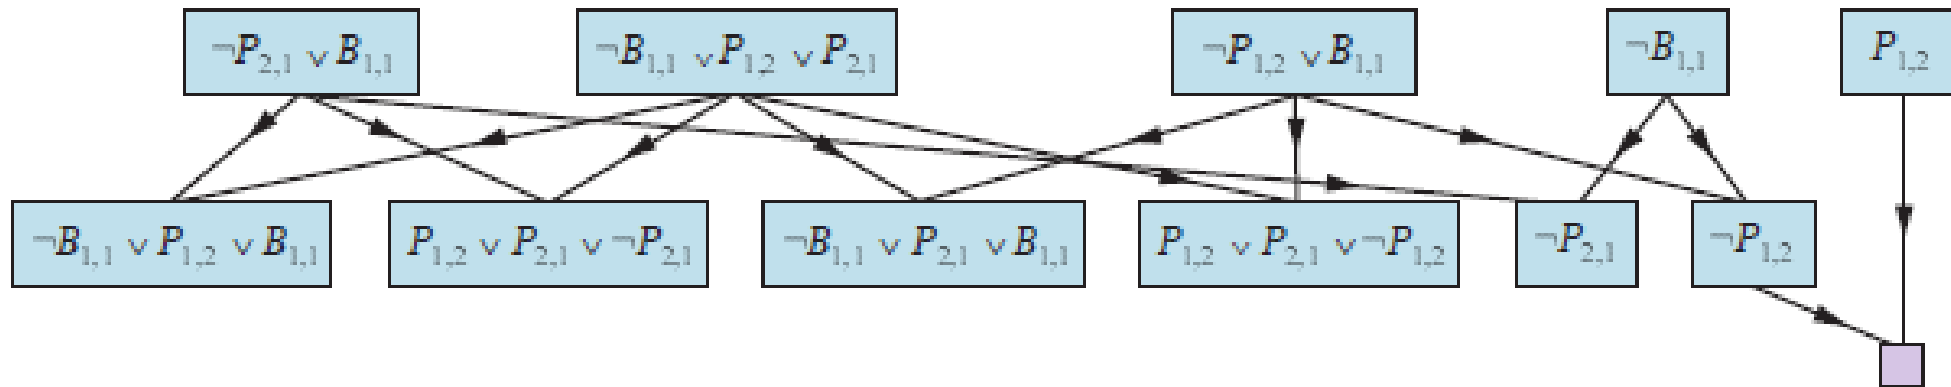 ¬P2,1 ∨ B1,1
¬B1,1 ∨ P1,2 ∨ P2,1
¬P1,2 ∨ B1,1
¬B1,1
P1,2
¬B1,1 ∨ P1,2 ∨ B1,1
P1,2 ∨ P2,1 ∨ ¬P2,1
¬B1,1 ∨ P2,1 ∨ B1,1
P1,2 ∨ P2,1 ∨ ¬P1,2
¬P2,1
¬P1,2